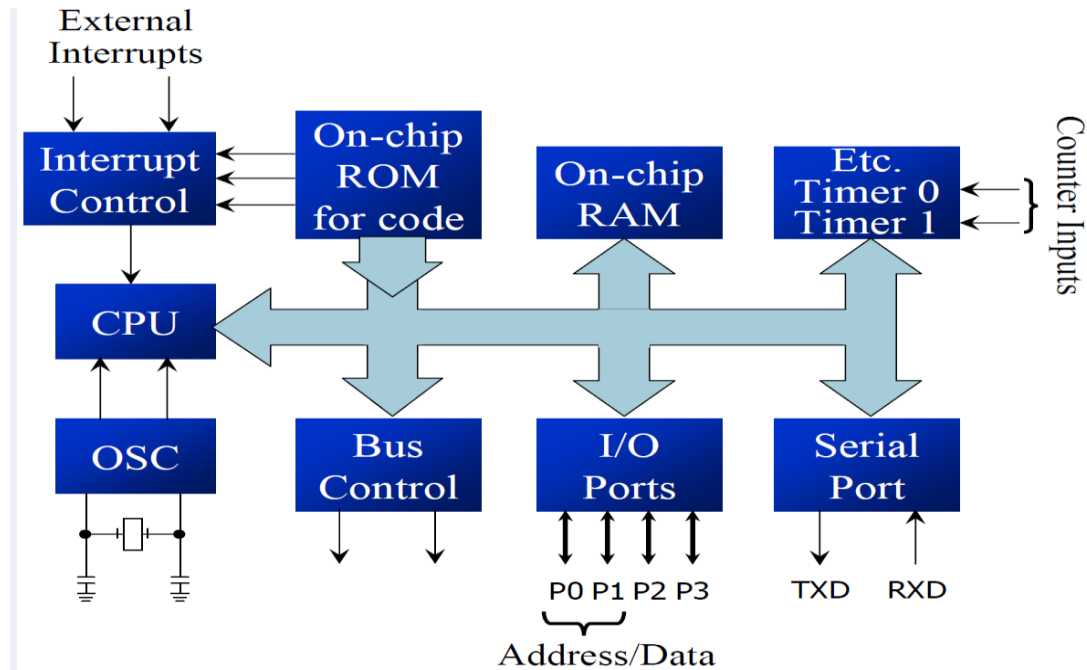 External
Interrupts
Interrupt
Control
On-chip
ROM
for code
On-chip
RAM
Etc.
Timer 0
Timer 1
Counter Inputs
CPU
OSC
Bus
Control
I/O
Ports
Serial
Port
P0 P1 P2 P3
TXD RXD
Address/Data